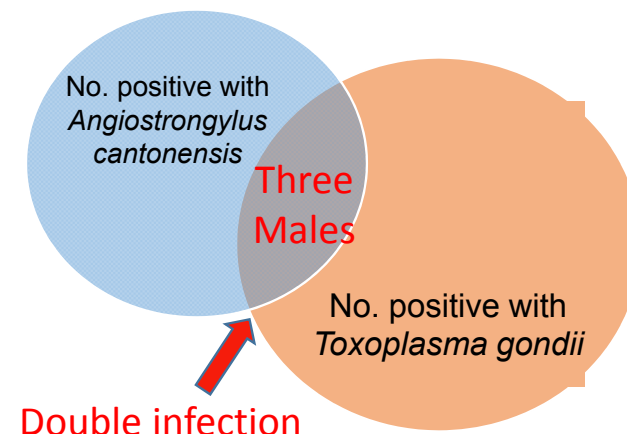 No. positive with
Angiostrongylus
cantonensis
Three
Males
No. positive with
Toxoplasma gondii
Double infection